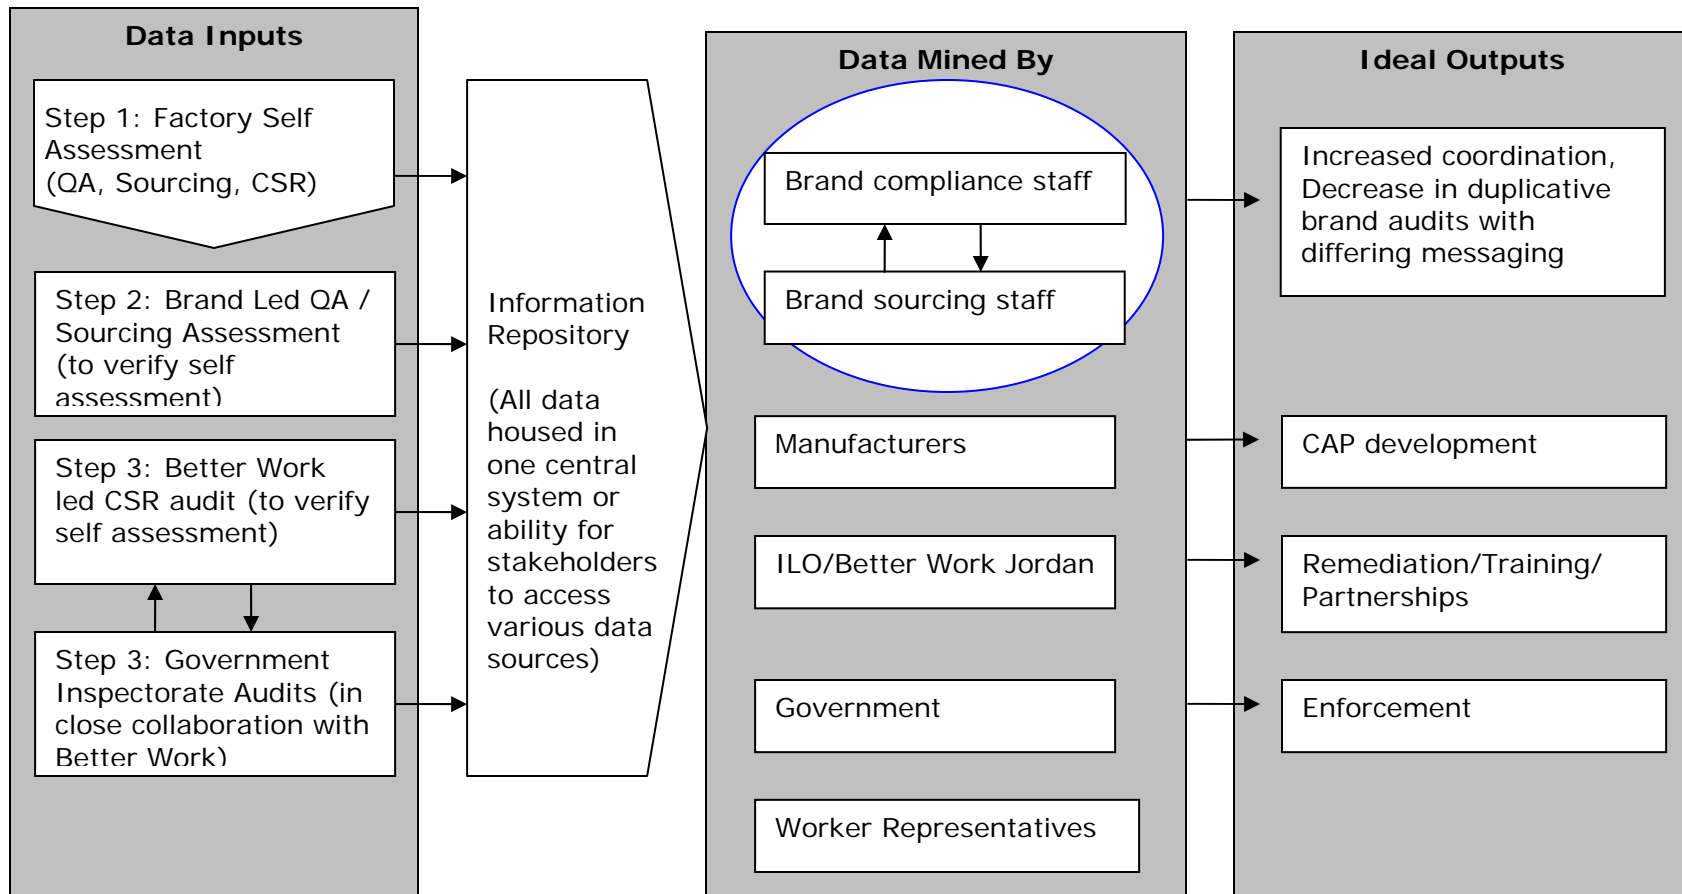 Data Inputs
Step 1: Factory Self
Assessment
(QA, Sourcing, CSR)
Step 2: Brand Led QA /
Sourcing Assessment
(to verify self
assessment)
Step 3: Better Work
led CSR audit (to verify
self assessment)
Step 3: Government
Inspectorate Audits (in
close collaboration with
Better Work)
Information
Repository
(All data
housed in
one central
system or
ability for
stakeholders
to access
various data
sources)
Data Mined By
Brand compliance staff
Brand sourcing staff
Manufacturers
ILO/Better Work Jordan
Government
Worker Representatives
Ideal Outputs
Increased coordination,
Decrease in duplicative
brand audits with
differing messaging
CAP development
Remediation/Training/
Partnerships
Enforcement